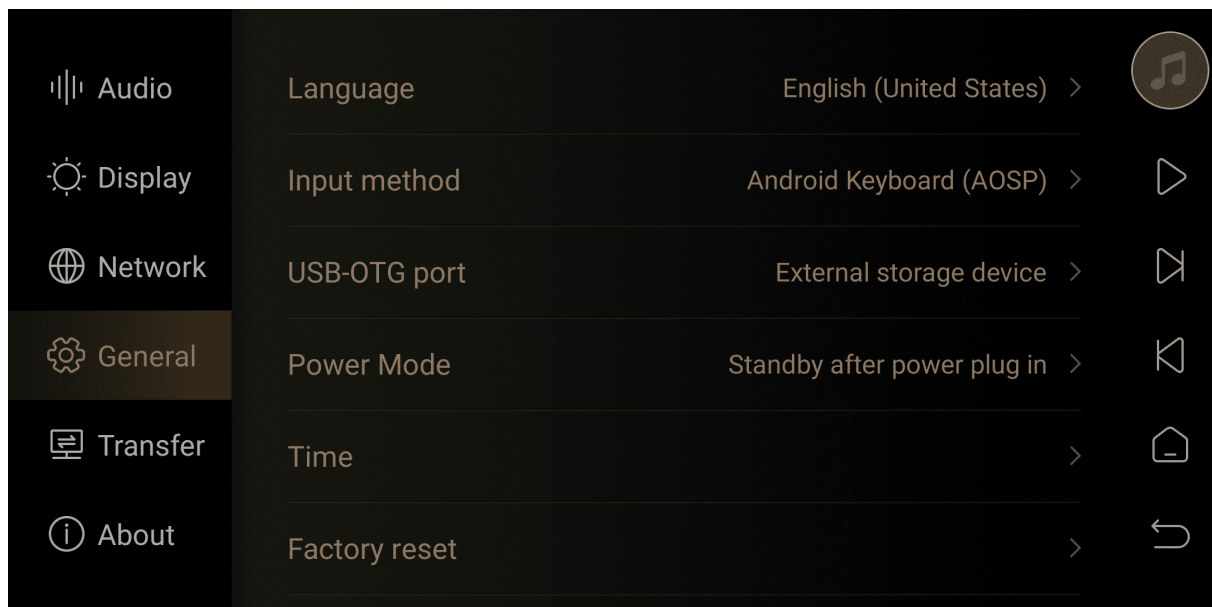 Audio
Display
Network
General
Transfer
About
Language English (United States)
Input method Android Keyboard (AOSP)
USB-OTG port External storage device
Power Mode Standby after power plug in
Time
Factory reset